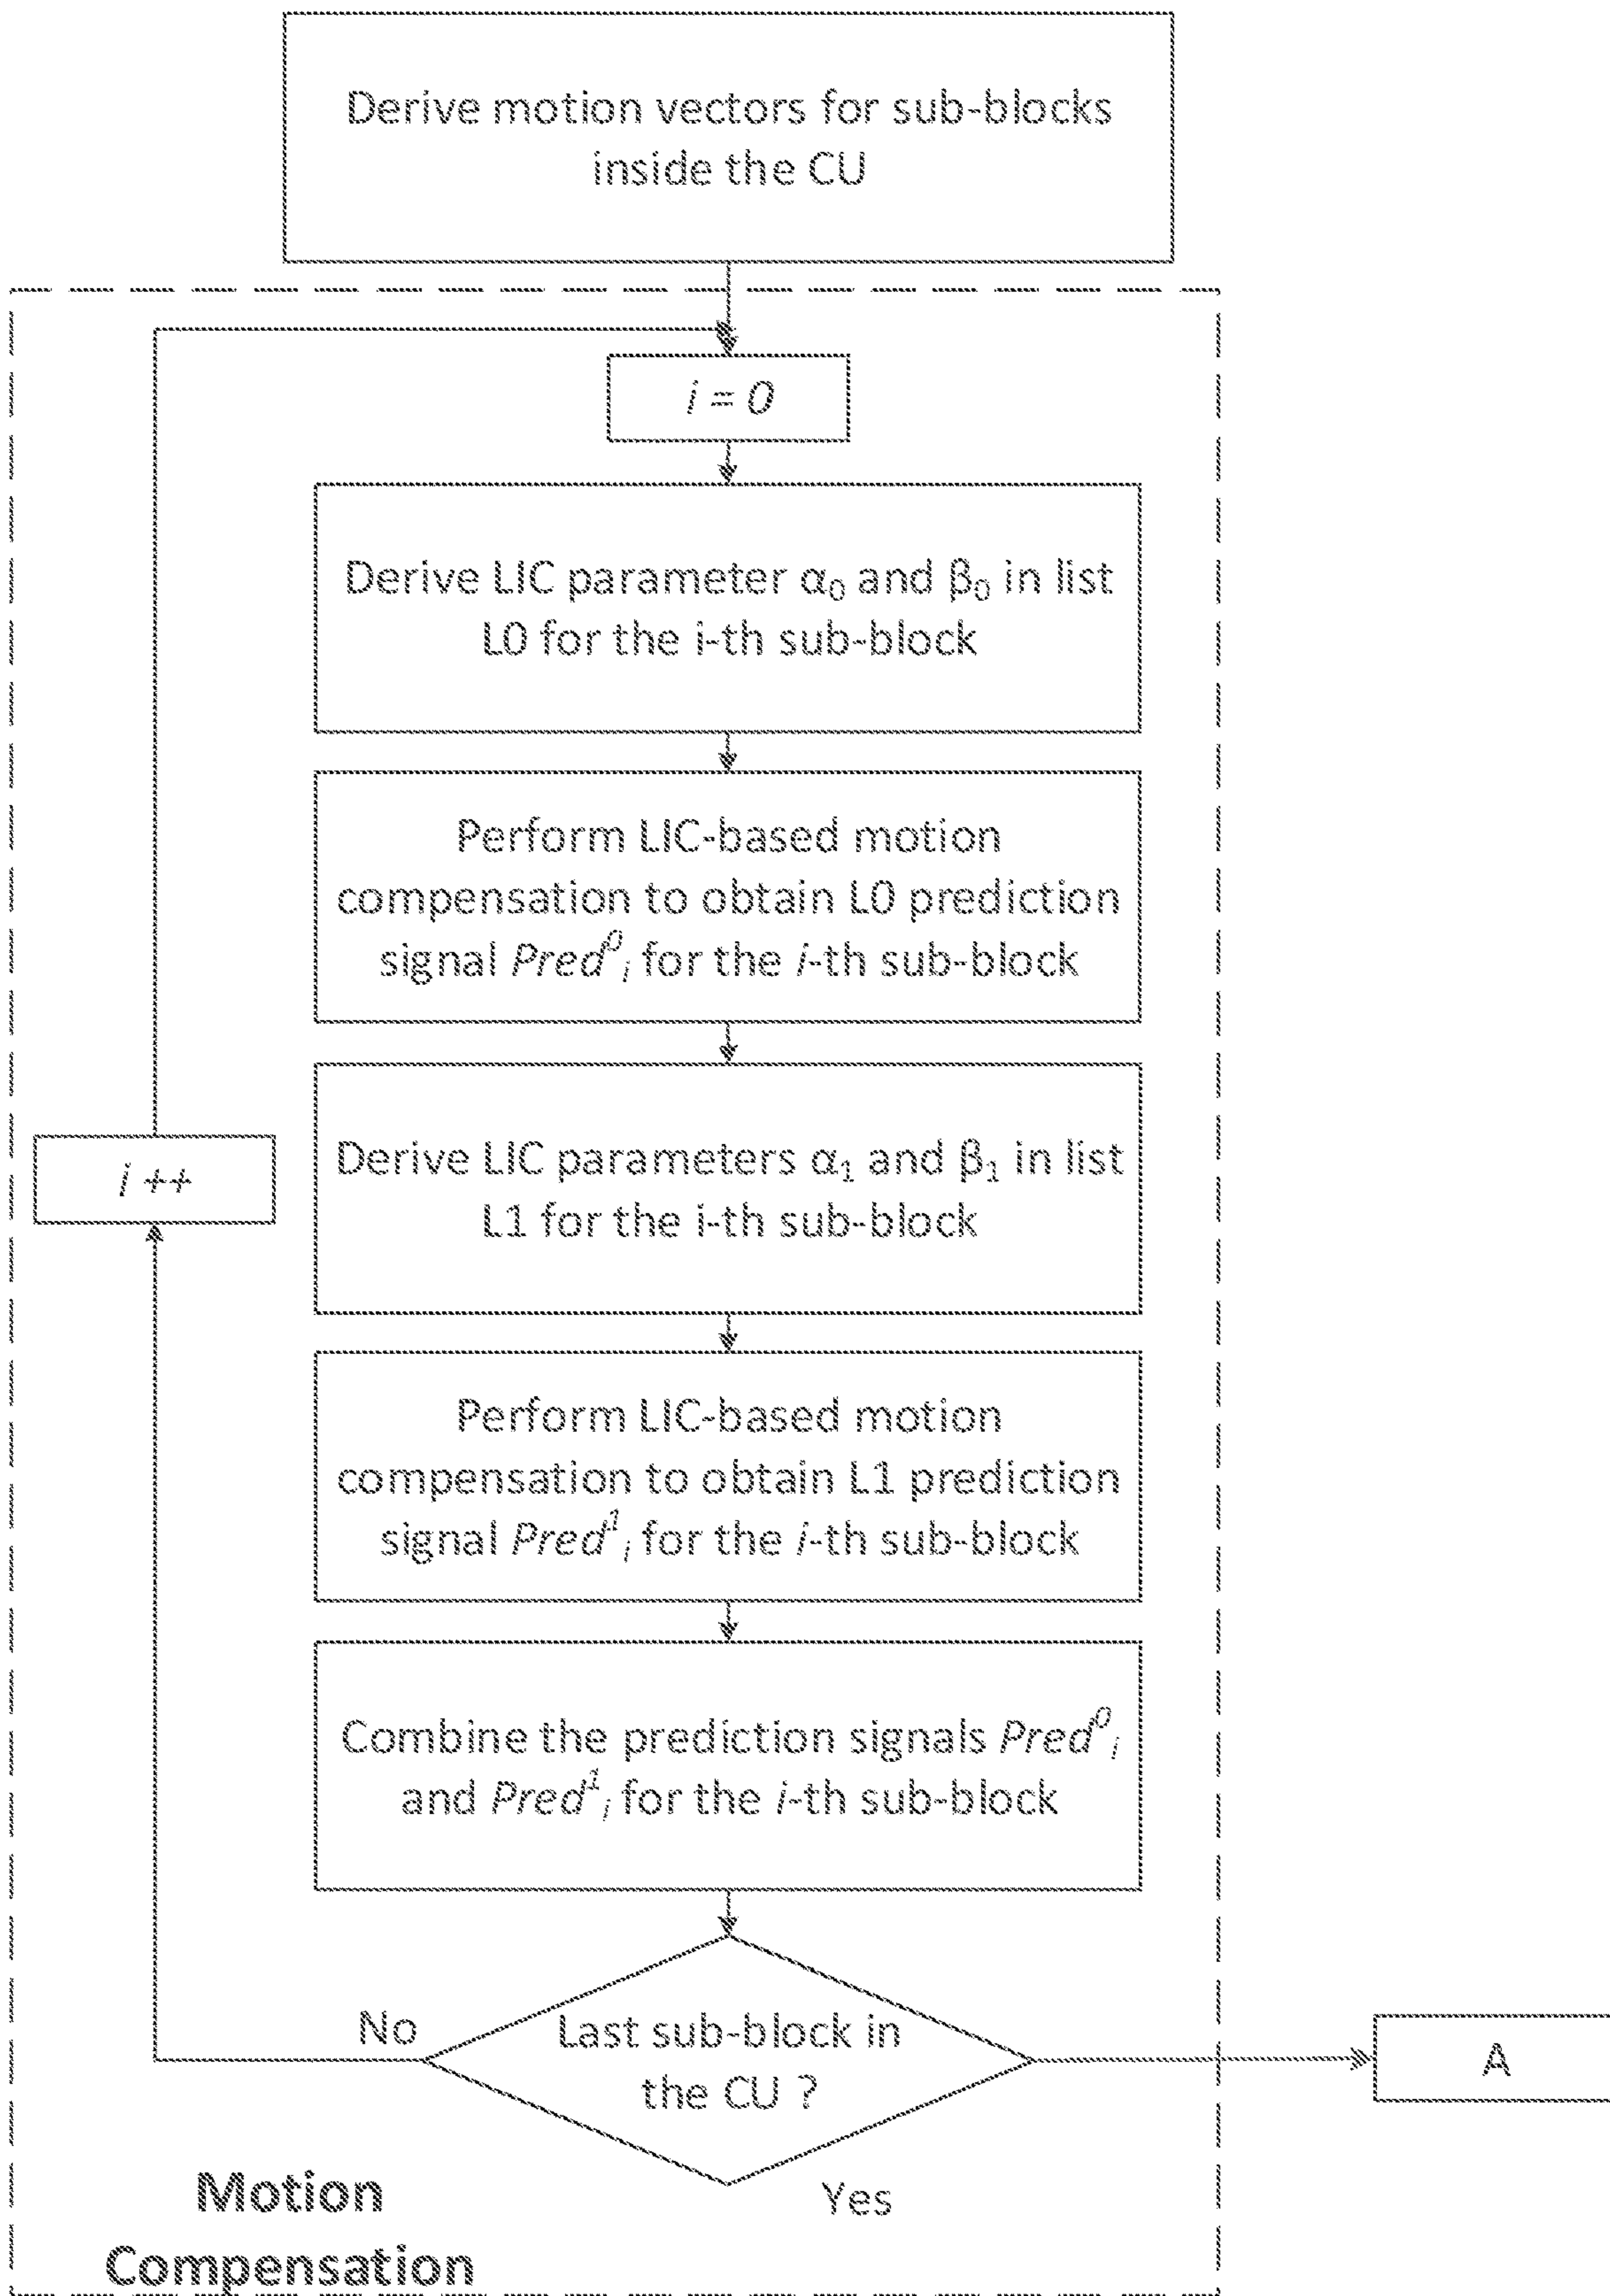 Derive motion vectors for sub-blocks
inside the CU
i = 0
Derive LIC parameter α₀ and β₀ in list
L0 for the i-th sub-block
Perform LIC-based motion
compensation to obtain L0 prediction
signal Pred⁰ᵢ for the i-th sub-block
Derive LIC parameters α₁ and β₁ in list
L1 for the i-th sub-block
i ++
Perform LIC-based motion
compensation to obtain L1 prediction
signal Pred¹ᵢ for the i-th sub-block
Combine the prediction signals Pred⁰ᵢ
and Pred¹ᵢ for the i-th sub-block
No
Last sub-block in
the CU ?
A
Yes
Motion
Compensation